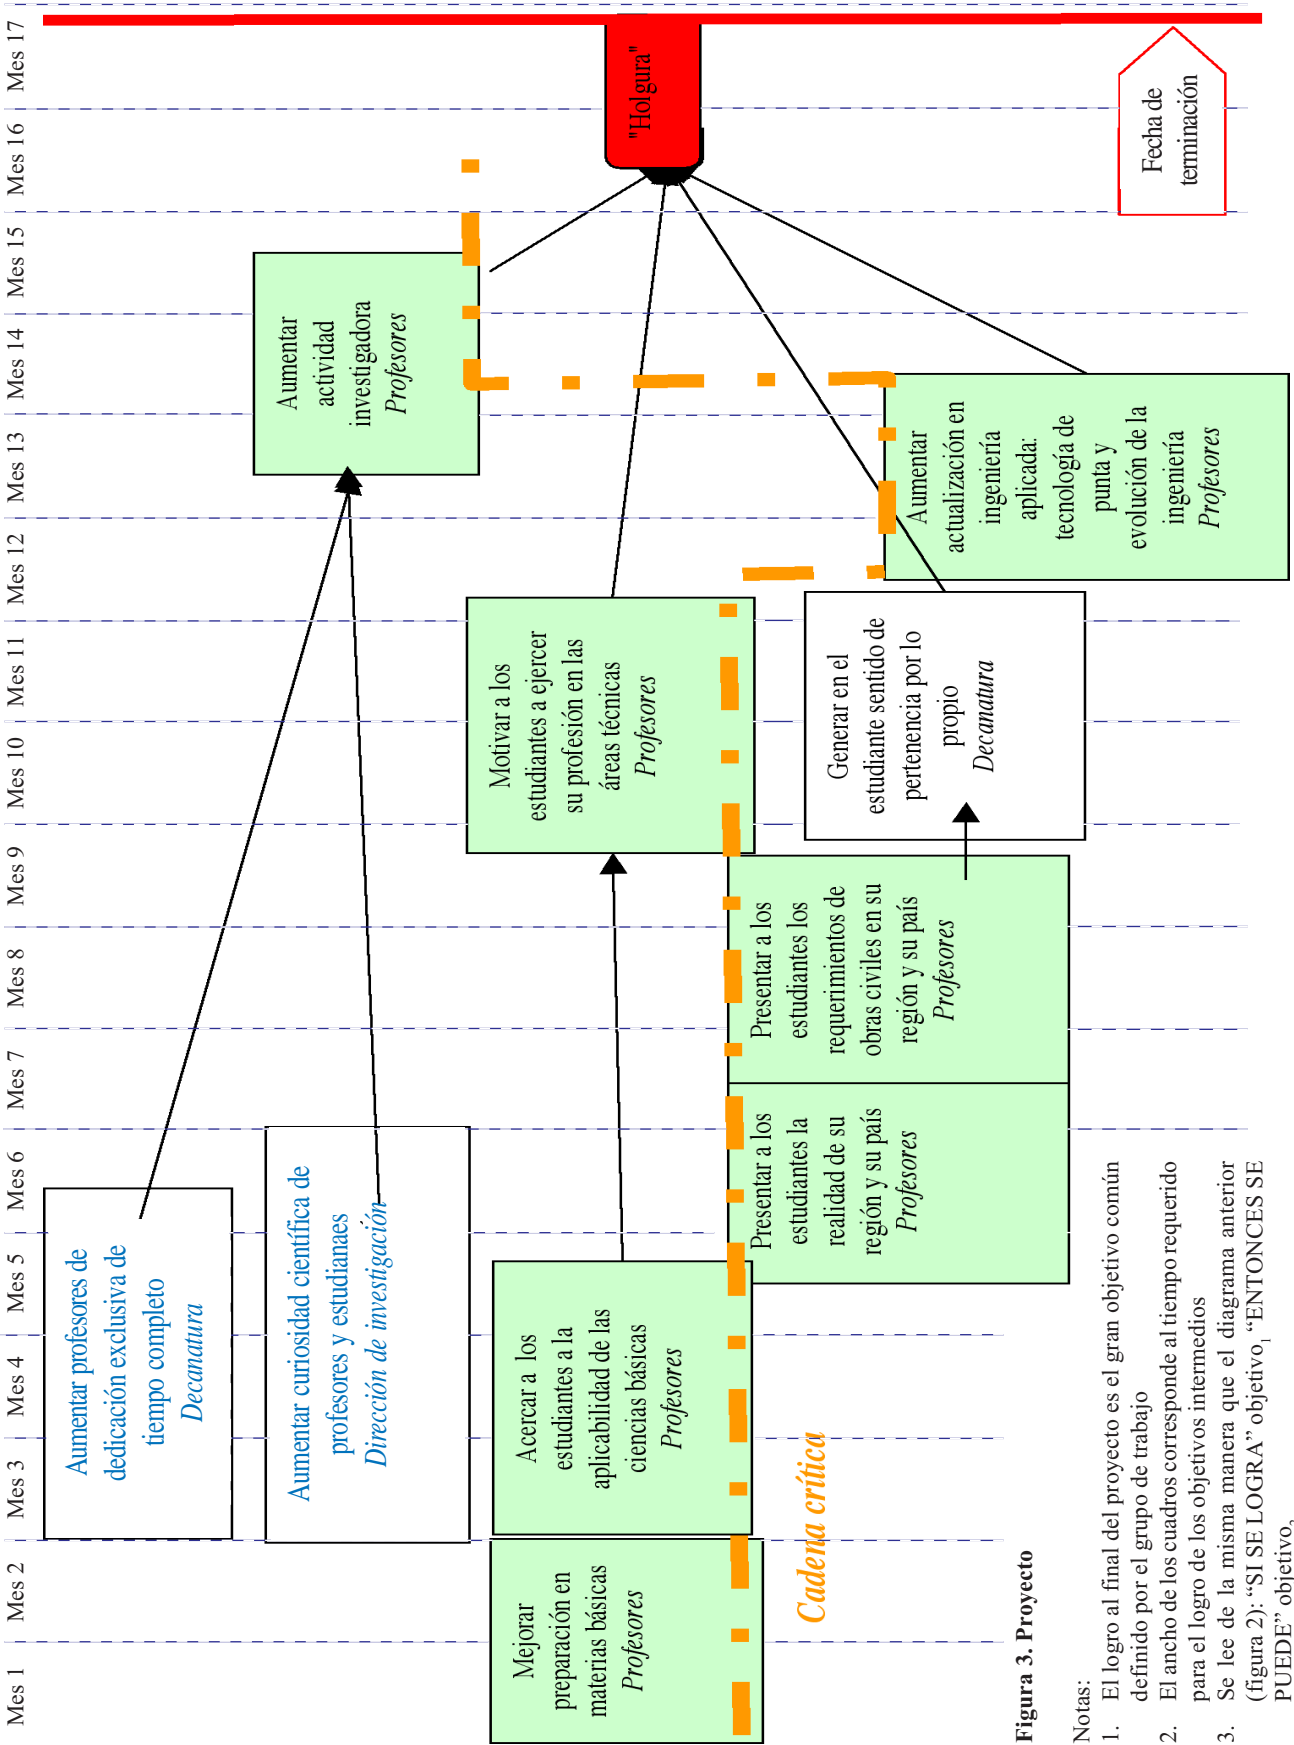 Mes 1 Mes 2 Mes 3 Mes 4 Mes 5 Mes 6 Mes 7 Mes 8 Mes 9 Mes 10 Mes 11 Mes 12 Mes 13 Mes 14 Mes 15 Mes 16 Mes 17
Aumentar profesores de
dedicación exclusiva de
tiempo completo
Decanatura
Aumentar curiosidad científica de
profesores y estudianaes
Dirección de investigación
Aumentar
actividad
investigadora
Profesores
Mejorar
preparación en
materias básicas
Profesores
Acercar a los
estudiantes a la
aplicabilidad de las
ciencias básicas
Profesores
Motivar a los
estudiantes a ejercer
su profesión en las
áreas técnicas
Profesores
"Holgura"
Presentar a los
estudiantes la
realidad de su
región y su país
Profesores
Presentar a los
estudiantes los
requerimientos de
obras civiles en su
región y su país
Profesores
Generar en el
estudiante sentido de
pertenencia por lo
propio
Decanatura
Aumentar
actualización en
ingeniería
aplicada:
tecnología de
punta y
evolución de la
ingeniería
Profesores
Cadena crítica
Fecha de
terminación
Figura 3. Proyecto
Notas:
1. El logro al final del proyecto es el gran objetivo común
definido por el grupo de trabajo
2. El ancho de los cuadros corresponde al tiempo requerido
para el logro de los objetivos intermedios
3. Se lee de la misma manera que el diagrama anterior
(figura 2): “SI SE LOGRA” objetivo₁ “ENTONCES SE
PUEDE” objetivo₂